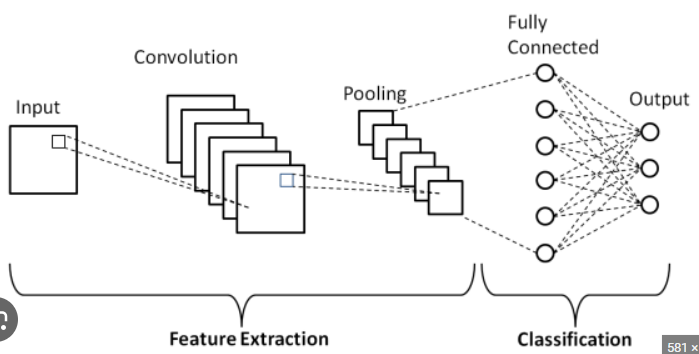 Fully
Connected
Convolution
Pooling
Output
Input
Feature Extraction
Classification
581 ×